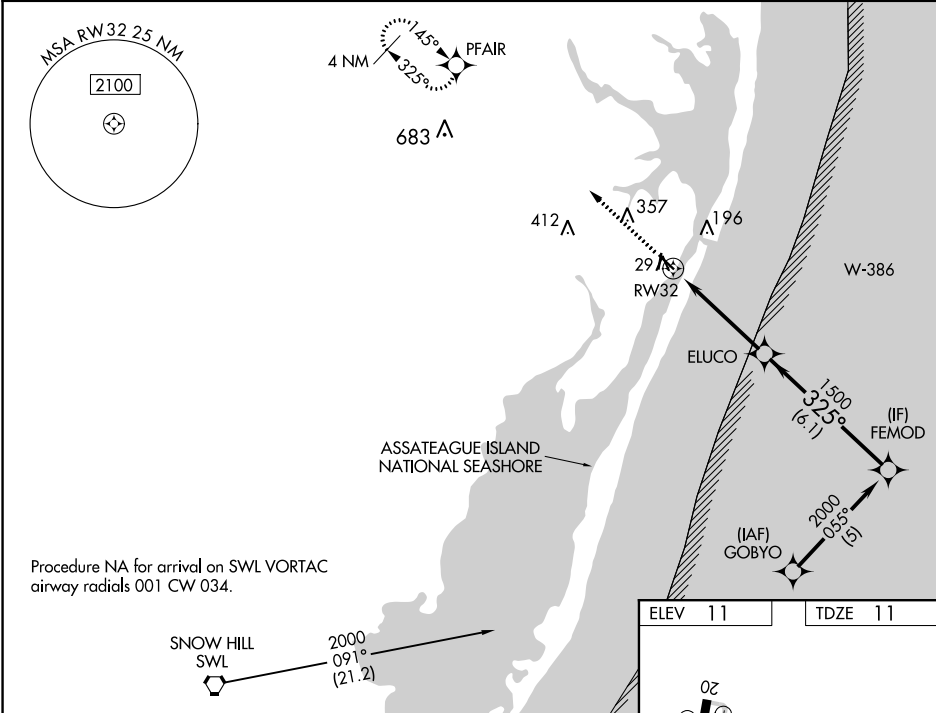 MSA RW32 25 NM
2100
4 NM
145°
325°
PFAIR
683
412
357
196
29
RW32
W-386
ELUCO
1500
325°
(6.1)
(IF)
FEMOD
ASSATEAGUE ISLAND
NATIONAL SEASHORE
2000
055°
(5)
(IAF)
GOBYO
Procedure NA for arrival on SWL VORTAC
airway radials 001 CW 034.
SNOW HILL
SWL
2000
091°
(21.2)
ELEV 11
TDZE 11
20